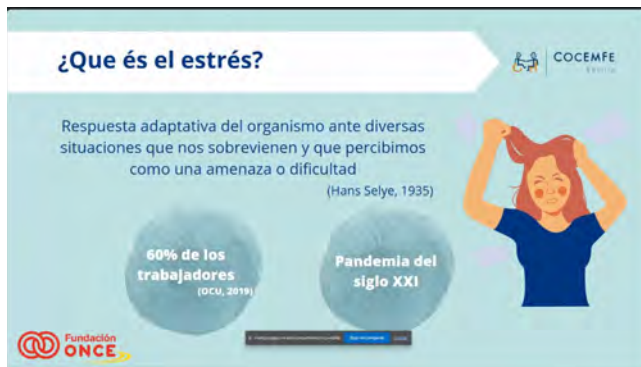 ¿Que és el estrés?
COCEMFE
Respuesta adaptativa del organismo ante diversas
situaciones que nos sobrevienen y que percibimos
como una amenaza o dificultad
(Hans Selye, 1935)
60% de los
trabajadores
(OCU, 2019)
Pandemia del
siglo XXI
Fundación
ONCE